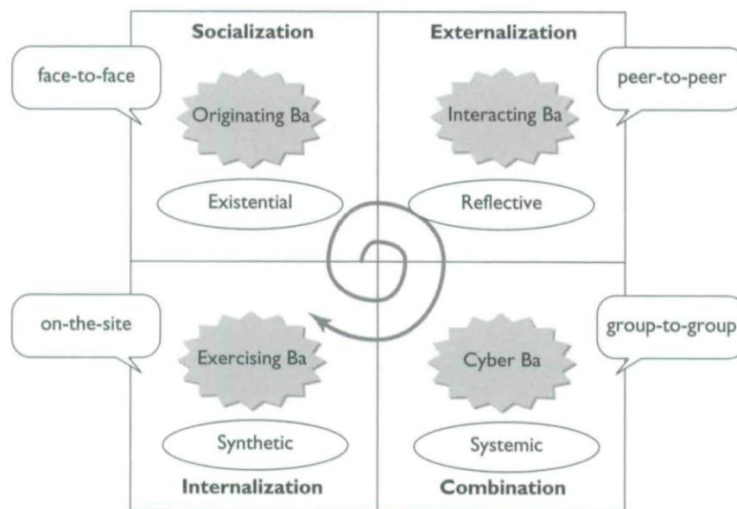 Socialization
Externalization
face-to-face
peer-to-peer
Originating Ba
Interacting Ba
Existential
Reflective
on-the-site
group-to-group
Exercising Ba
Cyber Ba
Synthetic
Systemic
Internalization
Combination